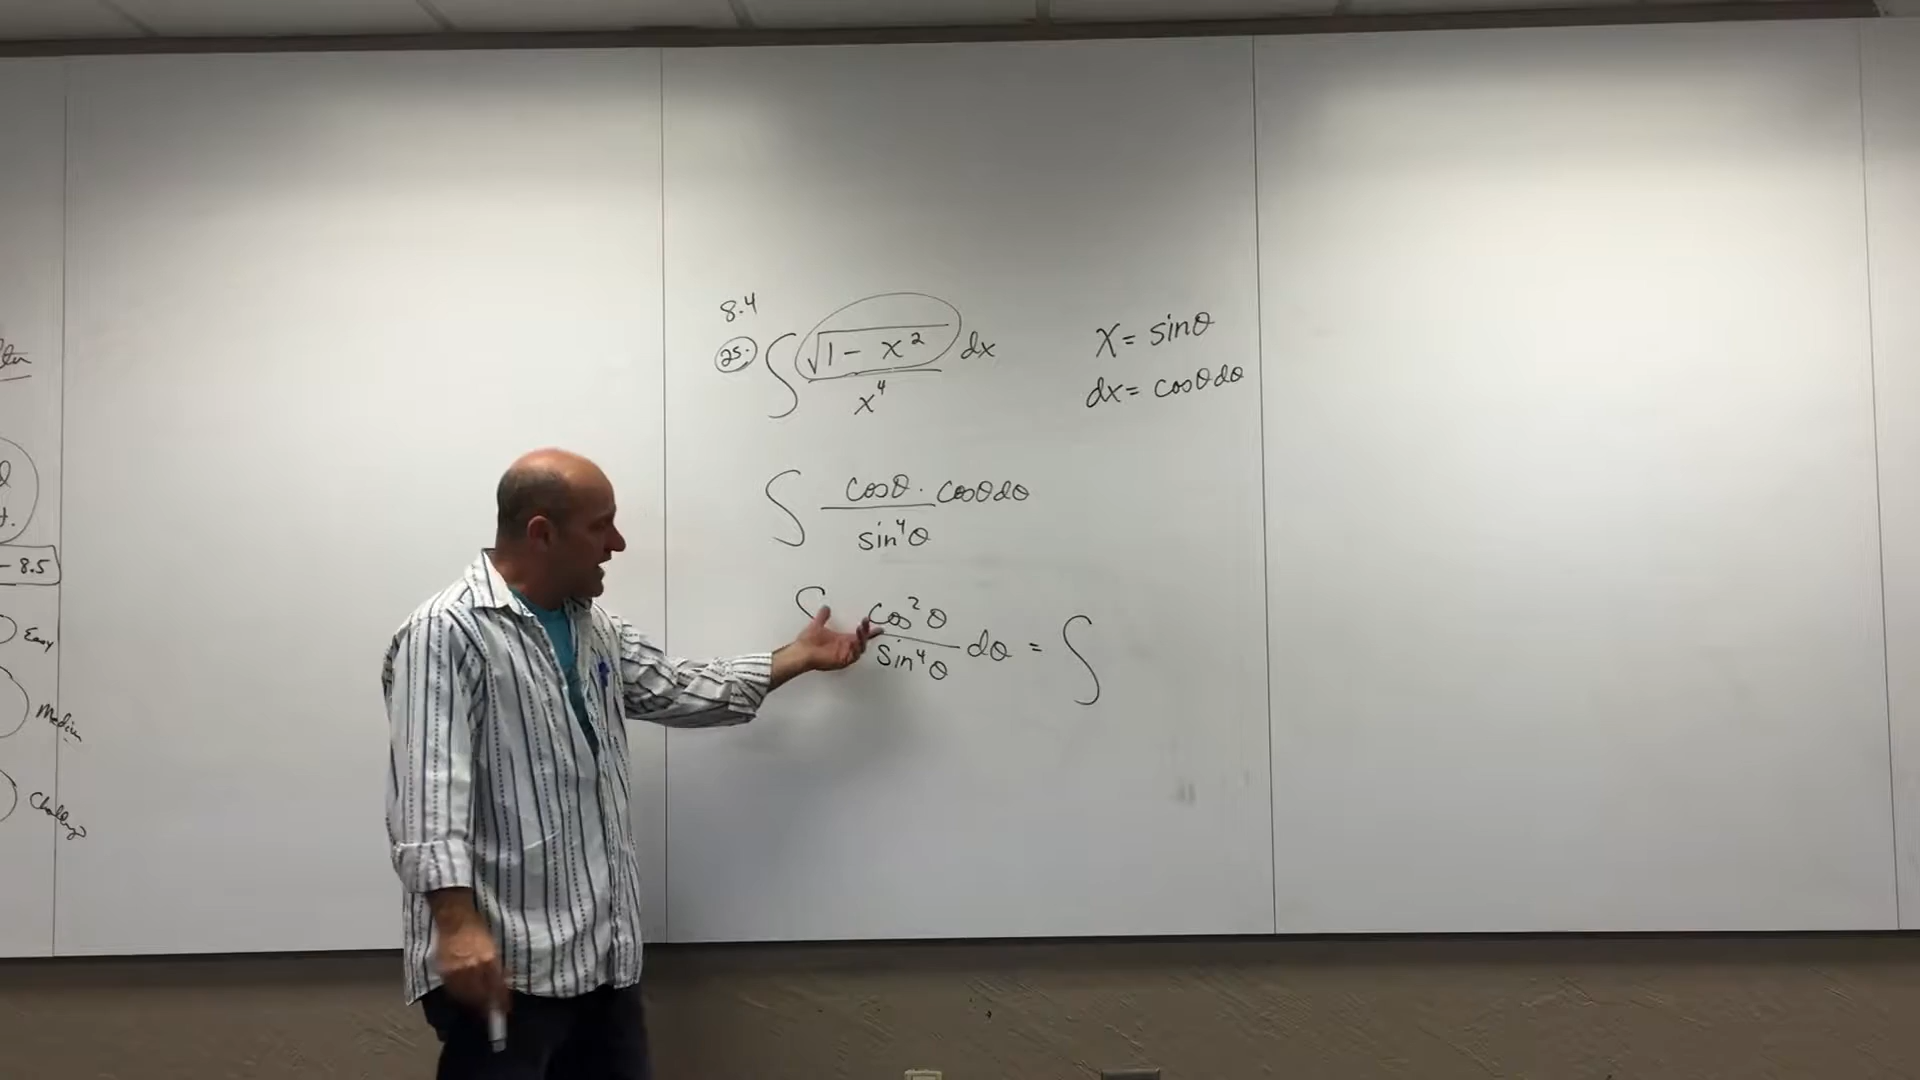 8.4
25. ∫ √(1 - x²) / x⁴ dx
x = sinθ
dx = cosθdθ
∫ cosθ · cosθdθ / sin⁴θ
∫ cos²θ / sin⁴θ dθ = ∫
- 8.5
Easy
Medium